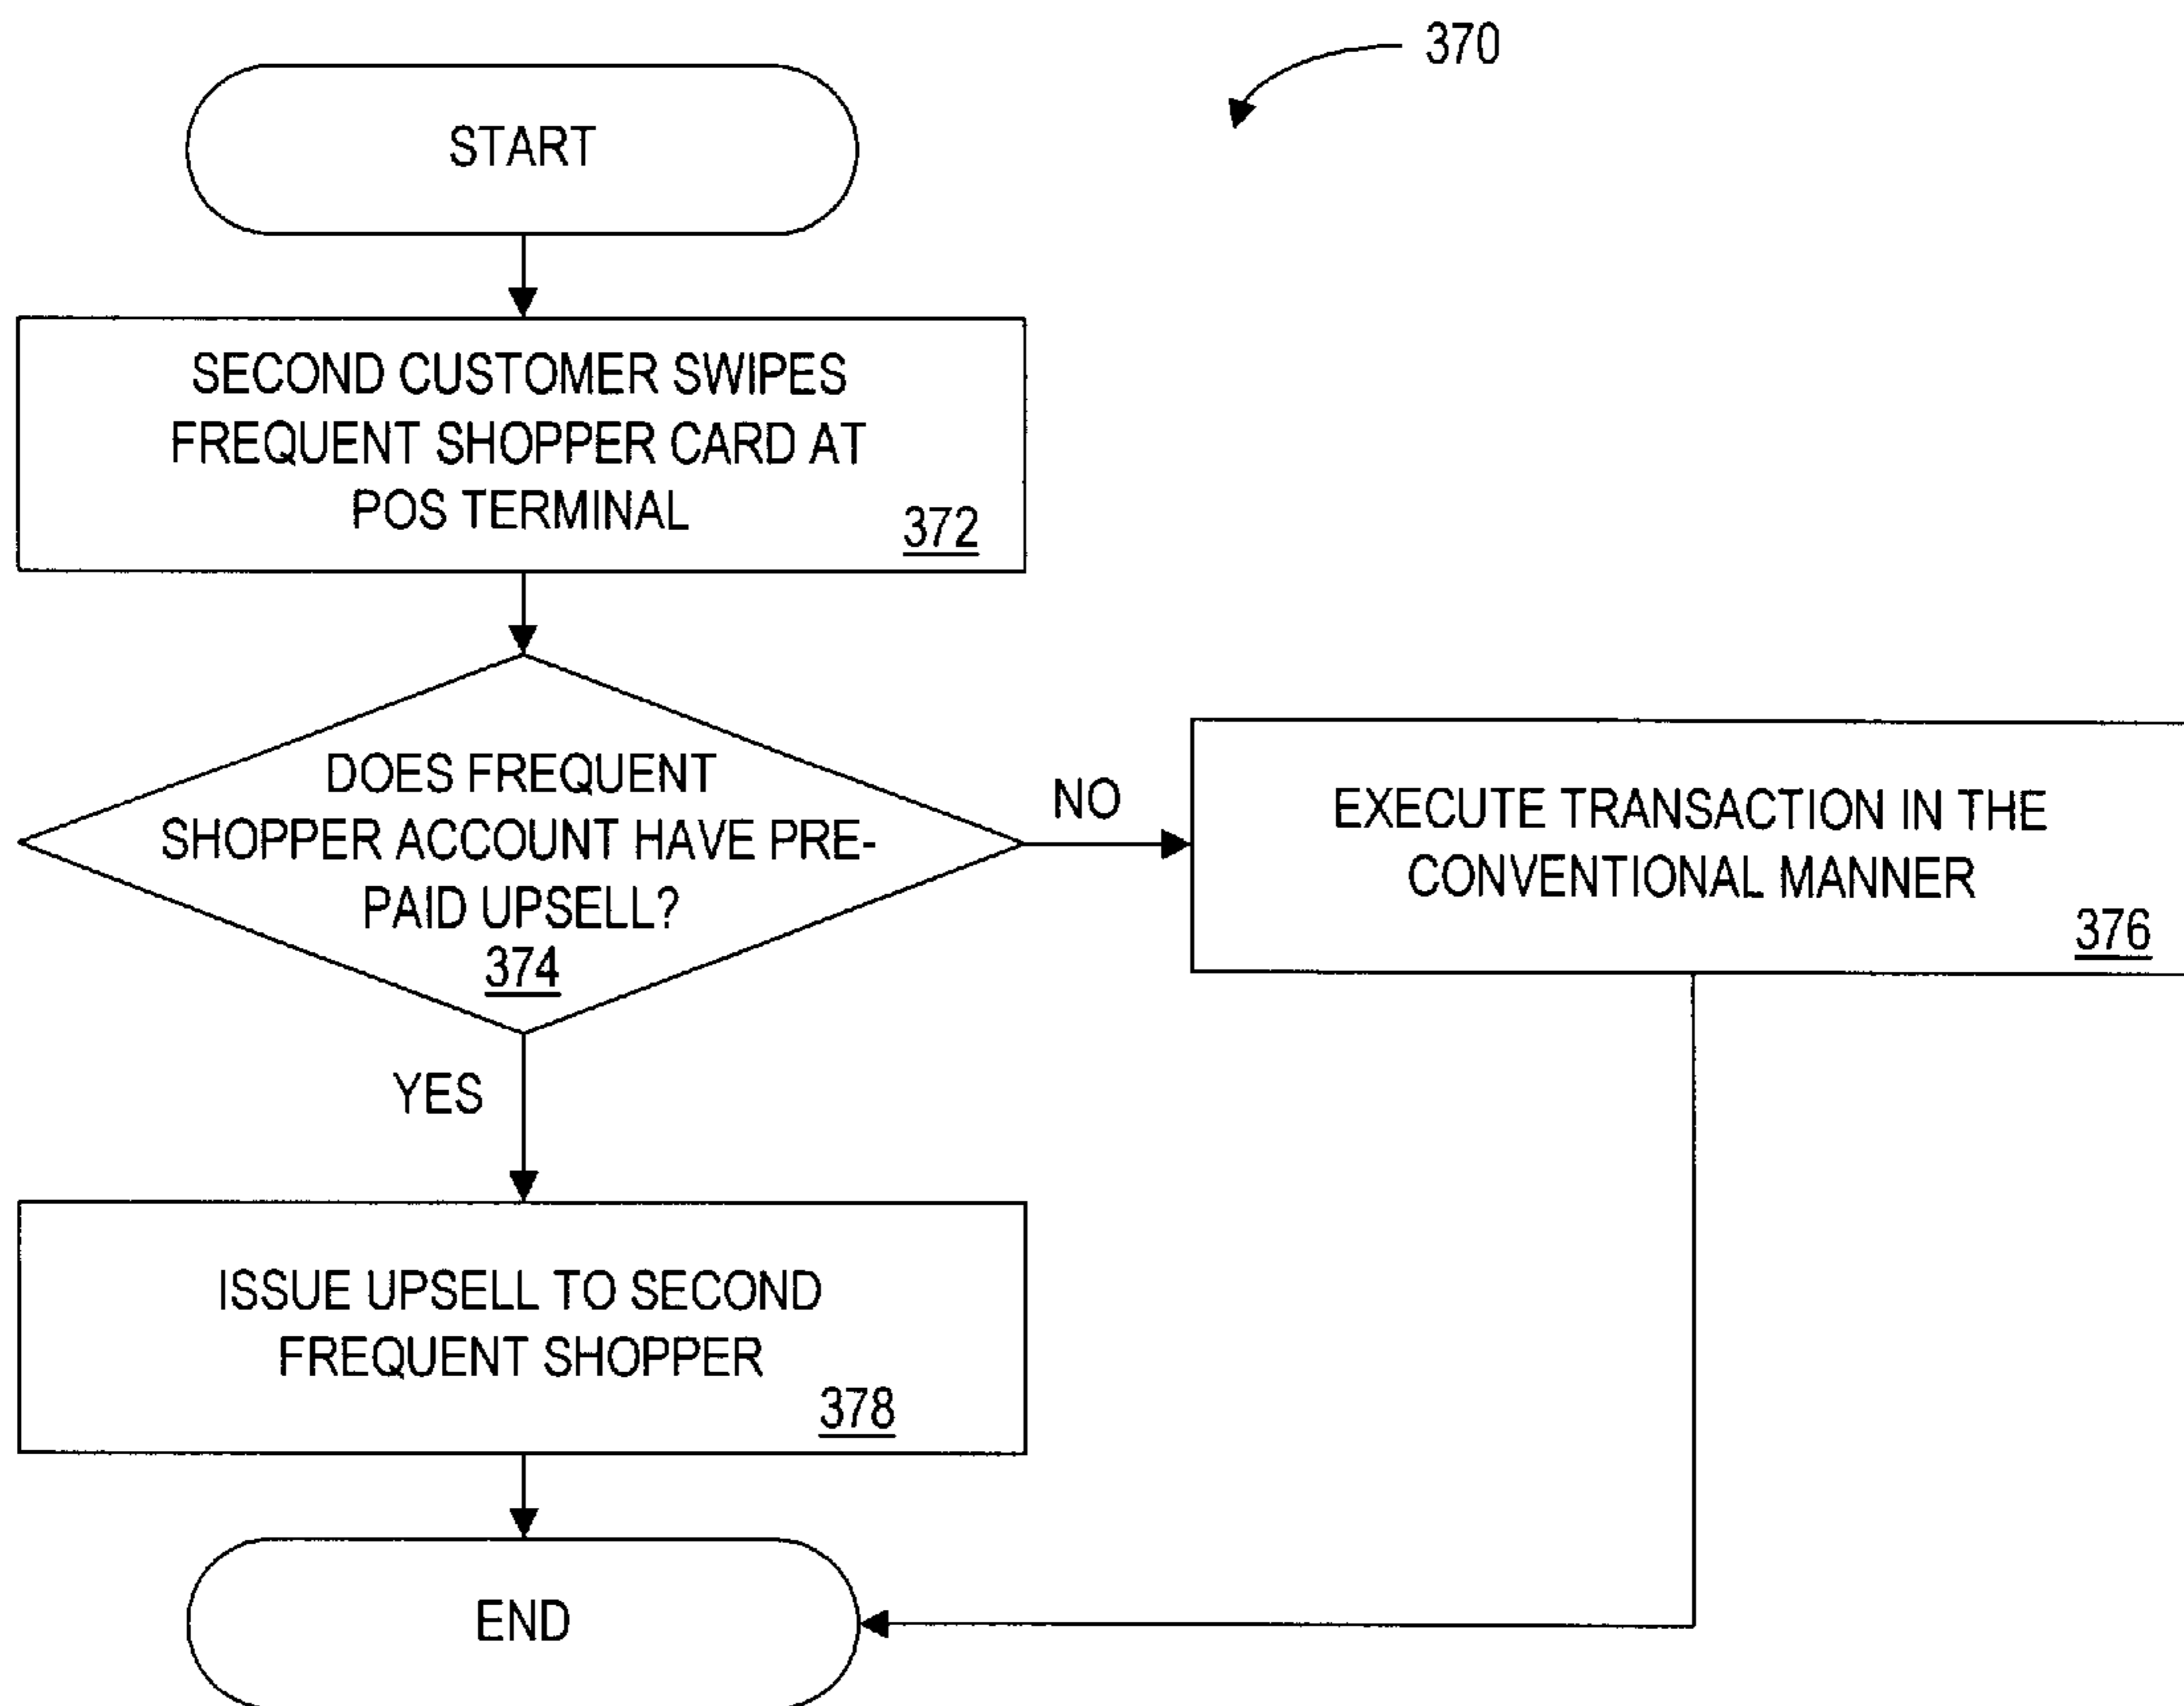 370
START
SECOND CUSTOMER SWIPES
FREQUENT SHOPPER CARD AT
POS TERMINAL
372
DOES FREQUENT
SHOPPER ACCOUNT HAVE PRE-
PAID UPSELL?
374
NO
EXECUTE TRANSACTION IN THE
CONVENTIONAL MANNER
376
YES
ISSUE UPSELL TO SECOND
FREQUENT SHOPPER
378
END